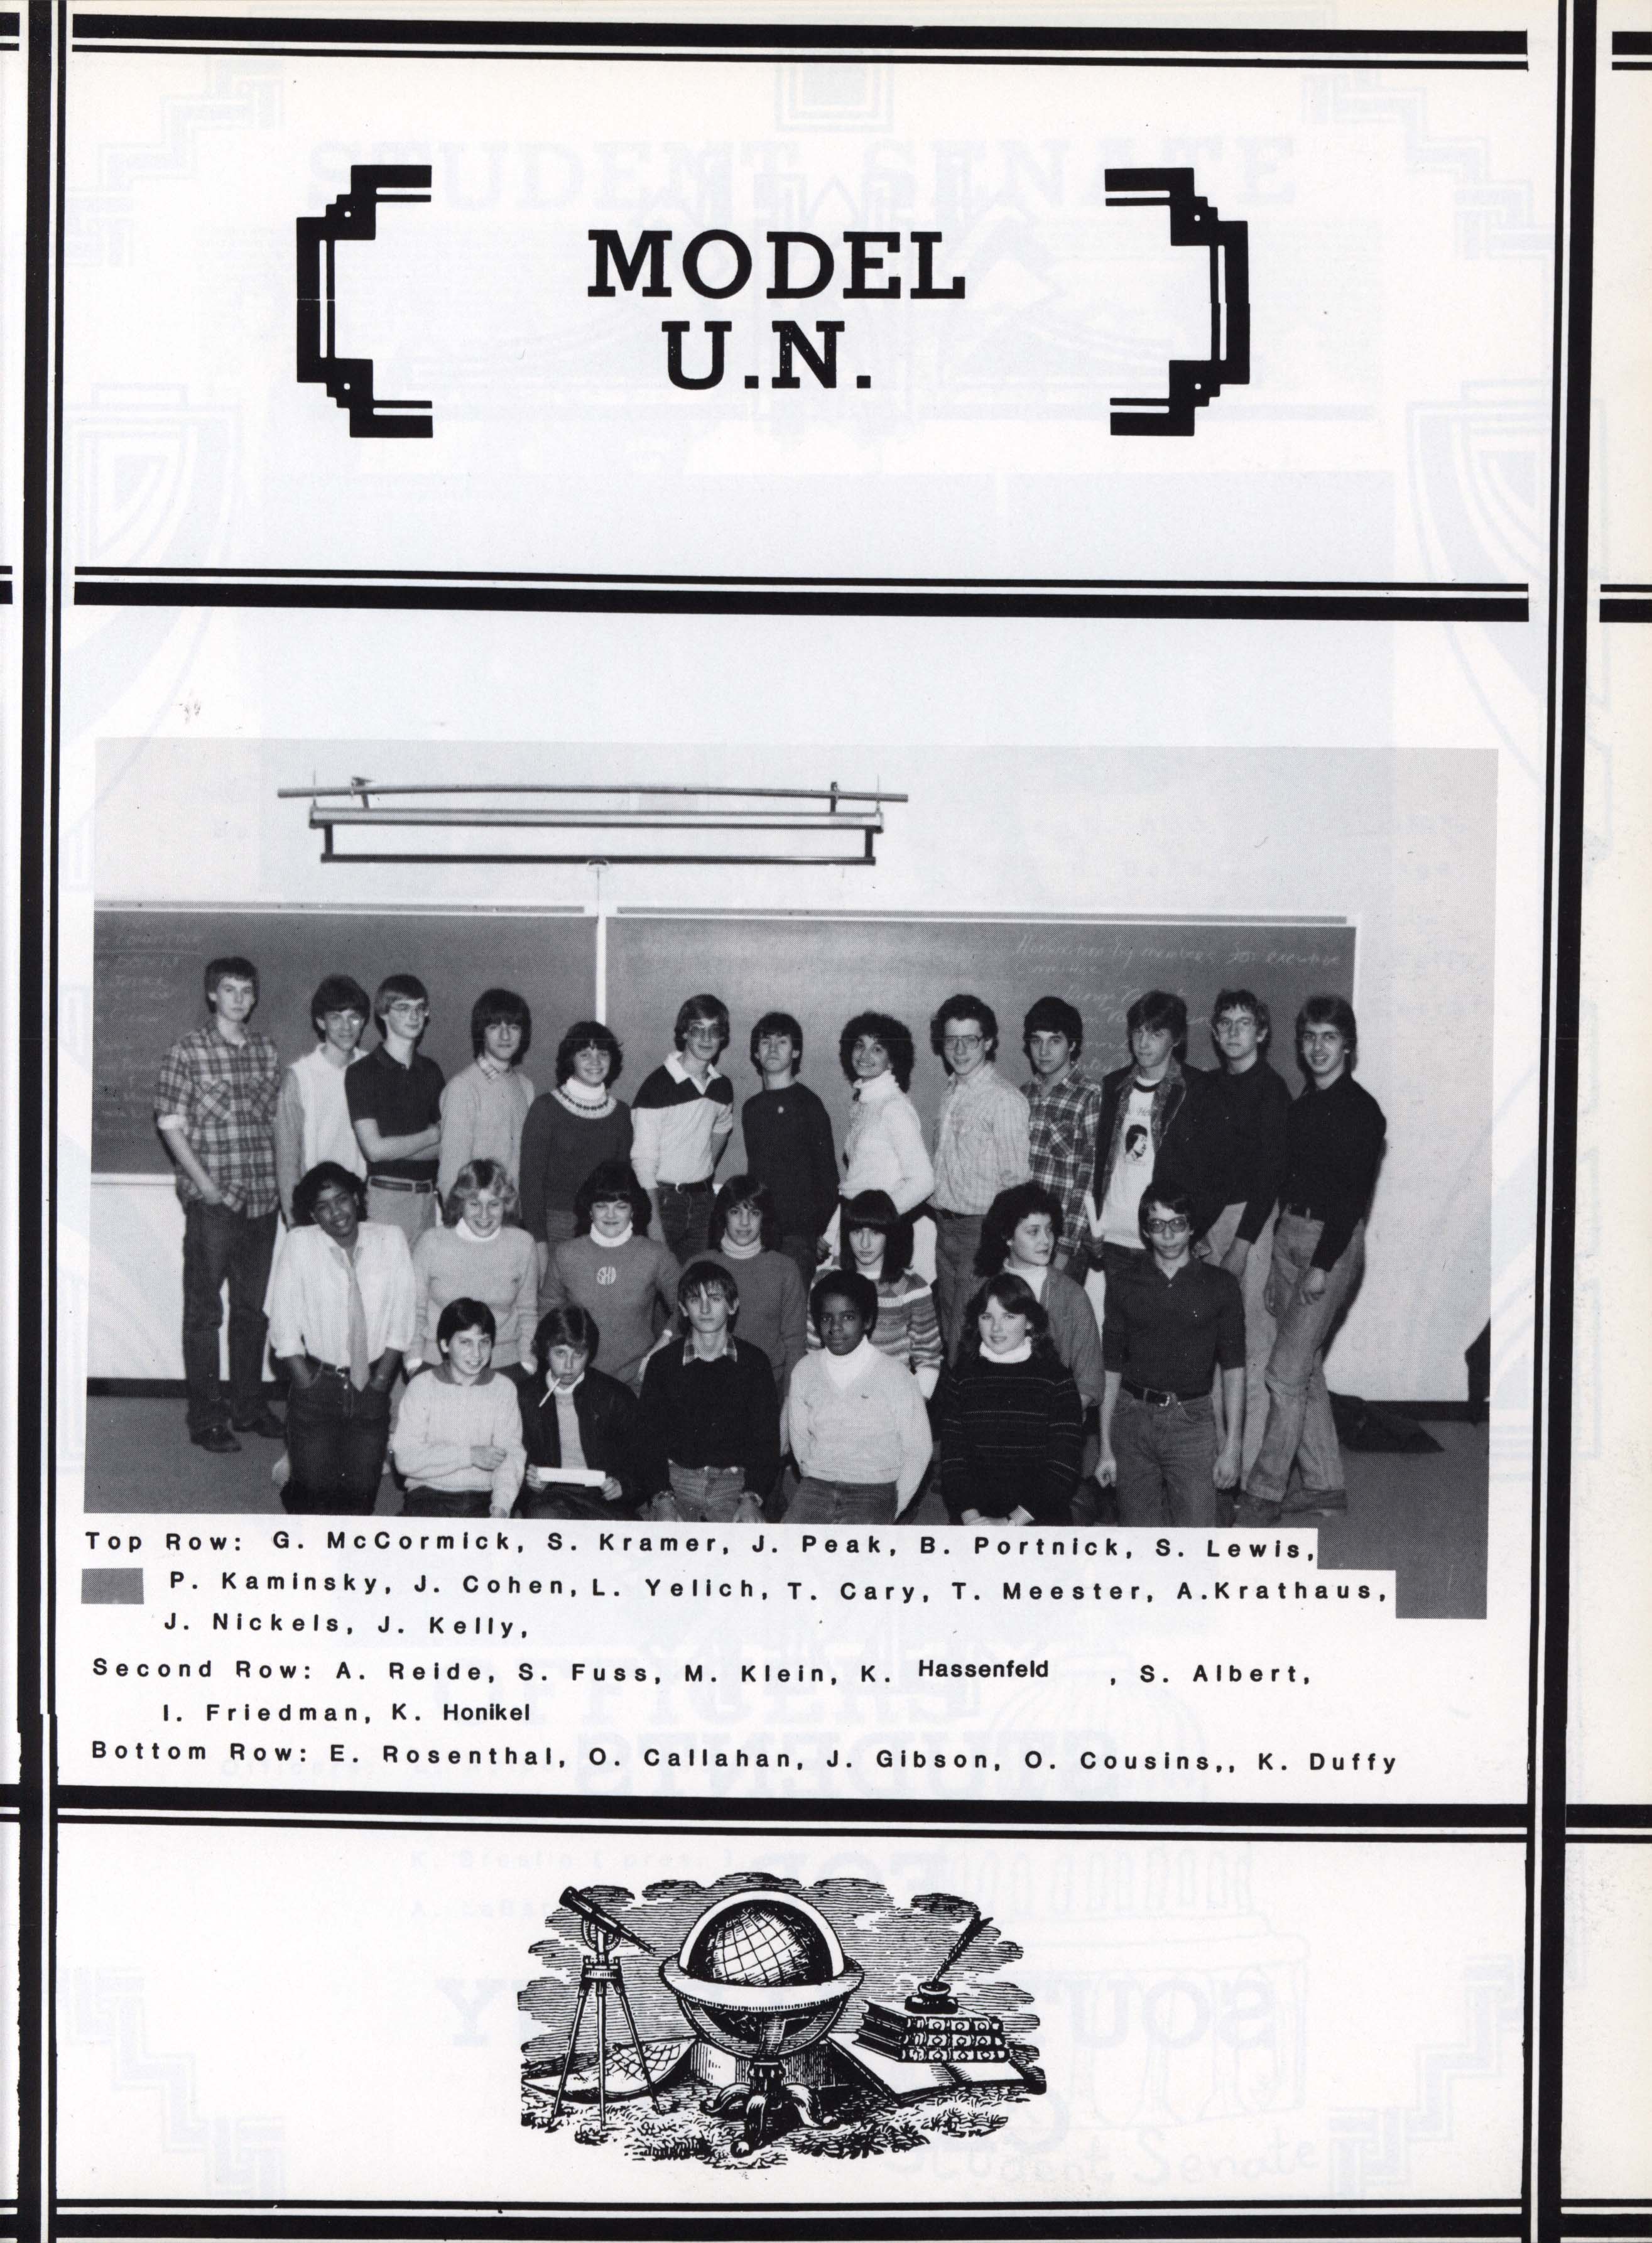 MODEL
U.N.
Top Row: G. McCormick, S. Kramer, J. Peak, B. Portnick, S. Lewis,
P. Kaminsky, J. Cohen, L. Yelich, T. Cary, T. Meester, A.Krathaus,
J. Nickels, J. Kelly,
Second Row: A. Reide, S. Fuss, M. Klein, K. Hassenfeld , S. Albert,
I. Friedman, K. Honikel
Bottom Row: E. Rosenthal, O. Callahan, J. Gibson, O. Cousins,, K. Duffy